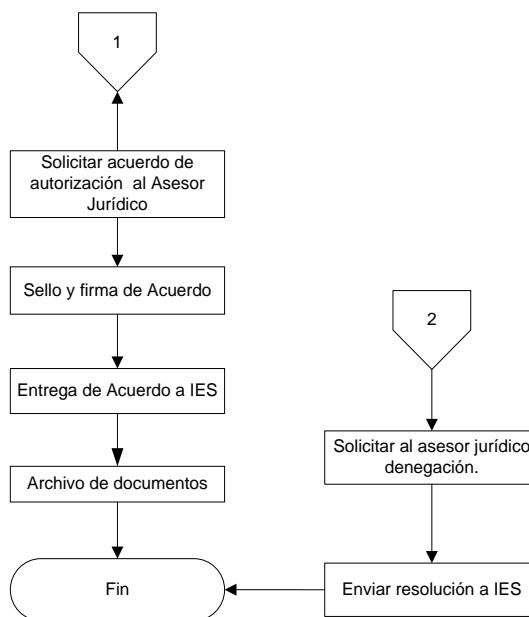 1
Solicitar acuerdo de
autorización al Asesor
Jurídico
Sello y firma de Acuerdo
Entrega de Acuerdo a IES
Archivo de documentos
Fin
2
Solicitar al asesor jurídico
denegación.
Enviar resolución a IES